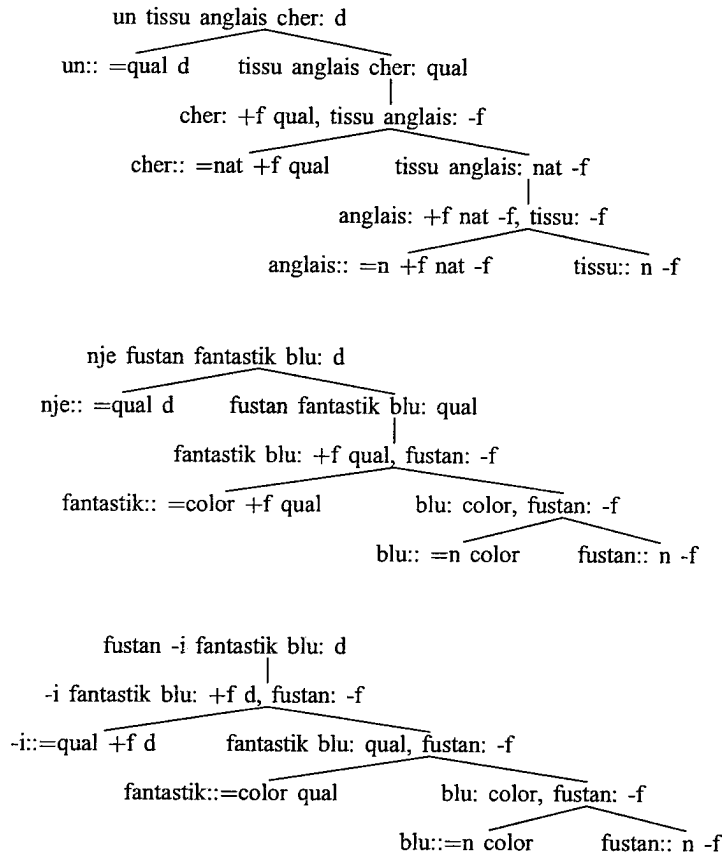 un tissu anglais cher: d
un:: =qual d tissu anglais cher: qual
cher: +f qual, tissu anglais: -f
cher:: =nat +f qual tissu anglais: nat -f
anglais: +f nat -f, tissu: -f
anglais:: =n +f nat -f tissu:: n -f
nje fustan fantastik blu: d
nje:: =qual d fustan fantastik blu: qual
fantastik blu: +f qual, fustan: -f
fantastik:: =color +f qual blu: color, fustan: -f
blu:: =n color fustan:: n -f
fustan -i fantastik blu: d
-i fantastik blu: +f d, fustan: -f
-i::=qual +f d fantastik blu: qual, fustan: -f
fantastik::=color qual blu: color, fustan: -f
blu::=n color fustan:: n -f